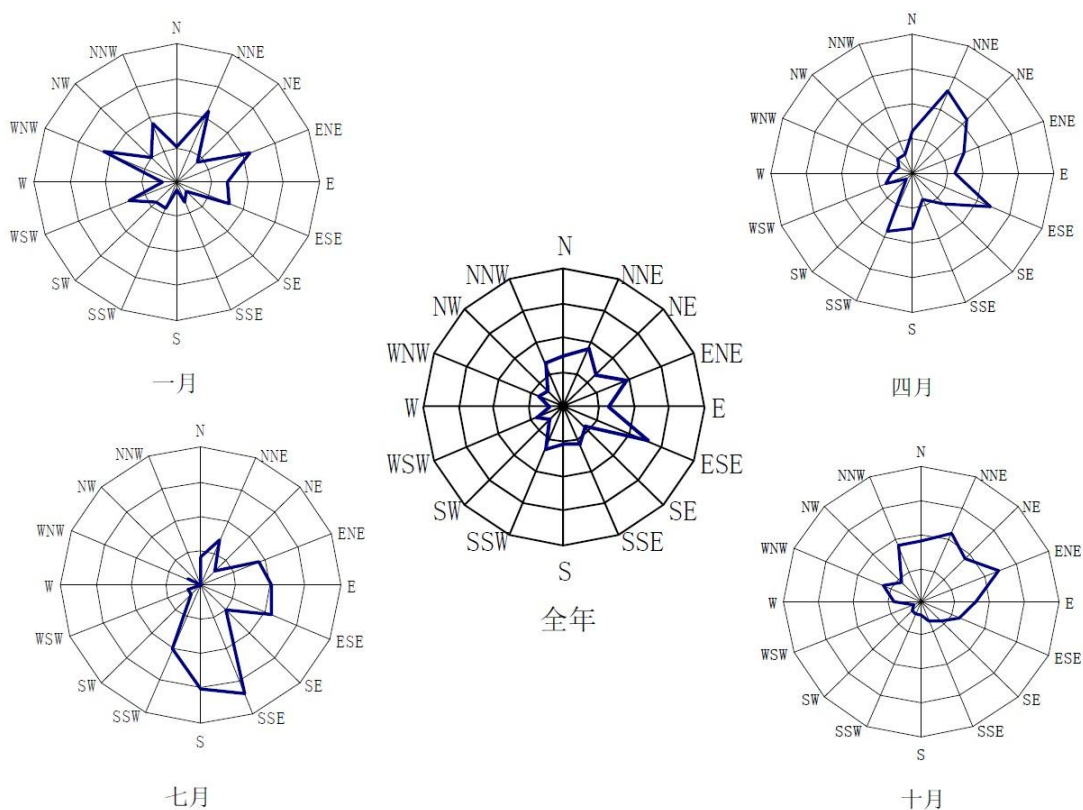 N
NNW NNE
NW NE
WNW ENE
W E
WSW ESE
SW SE
SSW SSE
S
一月
N
NNW NNE
NW NE
WNW ENE
W E
WSW ESE
SW SE
SSW SSE
S
四月
N
NNW NNE
NW NE
WNW ENE
W E
WSW ESE
SW SE
SSW SSE
S
全年
N
NNW NNE
NW NE
WNW ENE
W E
WSW ESE
SW SE
SSW SSE
S
七月
N
NNW NNE
NW NE
WNW ENE
W E
WSW ESE
SW SE
SSW SSE
S
十月